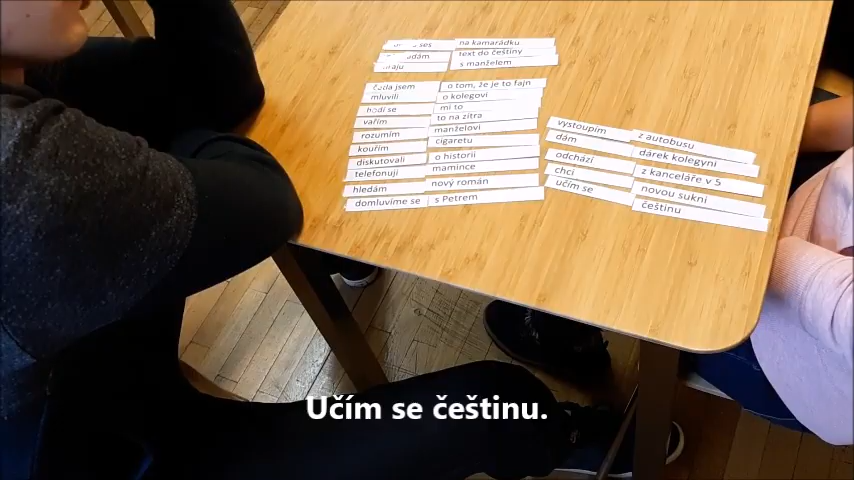 ses na kamarádku
text do češtiny
s manželem
jsem o tom, že je to fajn
mluvili o kolegovi
hodí se mi to
vařím to na zítra
rozumím manželovi
kouřím cigaretu
diskutovali o historii
telefonuji mamince
hledám nový román
domluvíme se s Petrem
vystoupím z autobusu
dám dárek kolegyni
odchází z kanceláře v 5
chci novou sukni
učím se češtinu
Učím se češtinu.